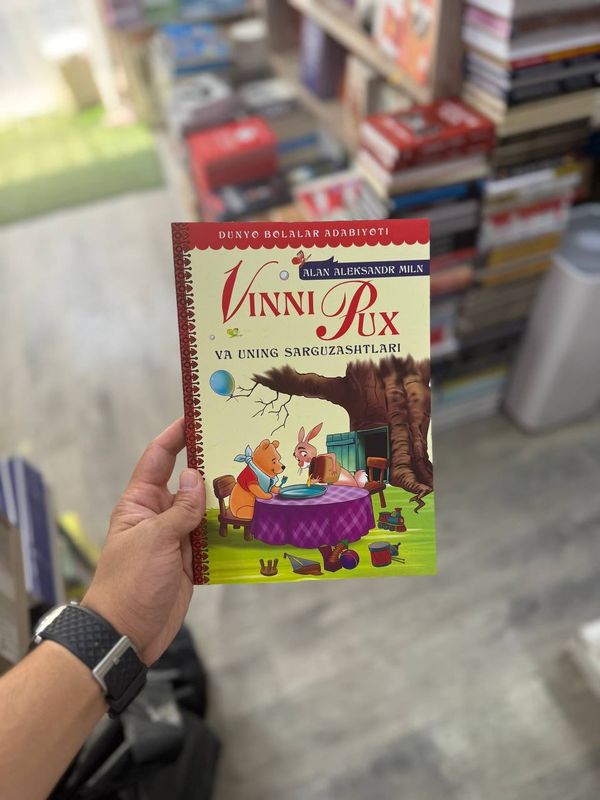 DUNYO BOLALAR ADABIYOTI
ALAN ALEKSANDR MILN
VINNI PUX
VA UNING SARGUZASHTLARI